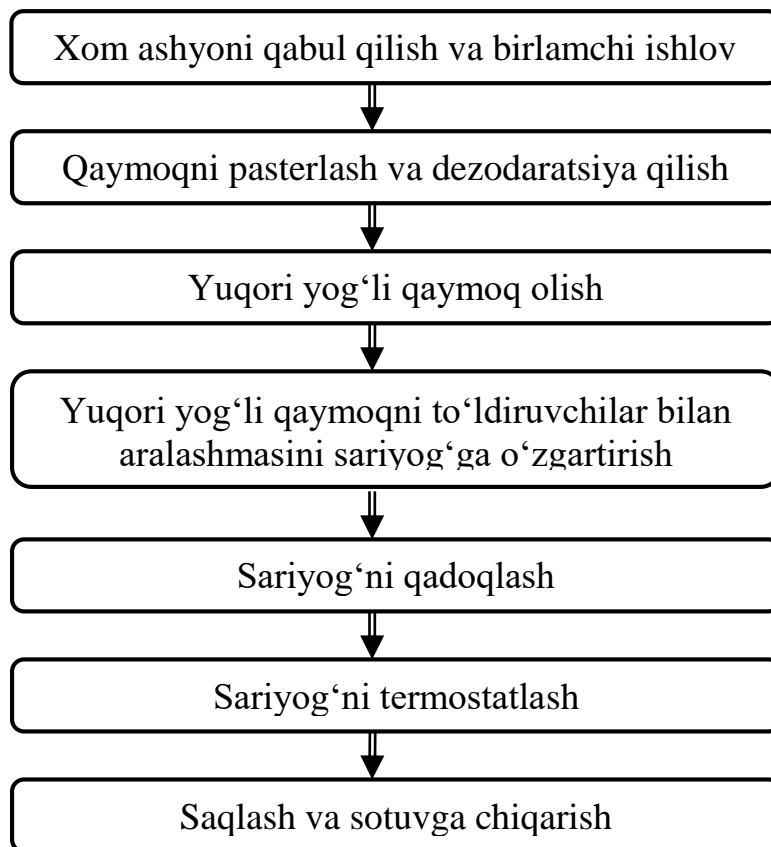 Xom ashyoni qabul qilish va birlamchi ishlov
Qaymoqni pasterlash va dezodaratsiya qilish
Yuqori yog‘li qaymoq olish
Yuqori yog‘li qaymoqni to‘ldiruvchilar bilan
aralashmasini sariyog‘ga o‘zgartirish
Sariyog‘ni qadoqlash
Sariyog‘ni termostatlash
Saqlash va sotuvga chiqarish